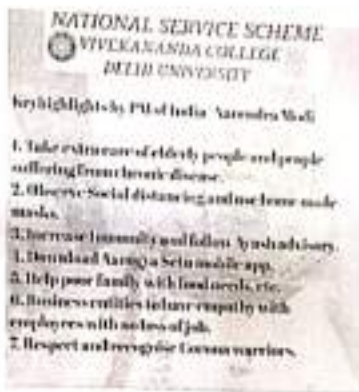 NATIONAL SERVICE SCHEME
VIVEKANANDA COLLEGE
DELHI UNIVERSITY
Key highlights by PM of India Narendra Modi
1. Take extra care of elderly people and people
suffering from chronic disease.
2. Observe Social distancing and use home made
masks.
3. Increase Immunity and follow Ayush advisory.
4. Download Aarogya Setu mobile app.
5. Help poor family with food needs, etc.
6. Business entities to have empathy with
employees with no loss of job.
7. Respect and recognise Corona warriors.